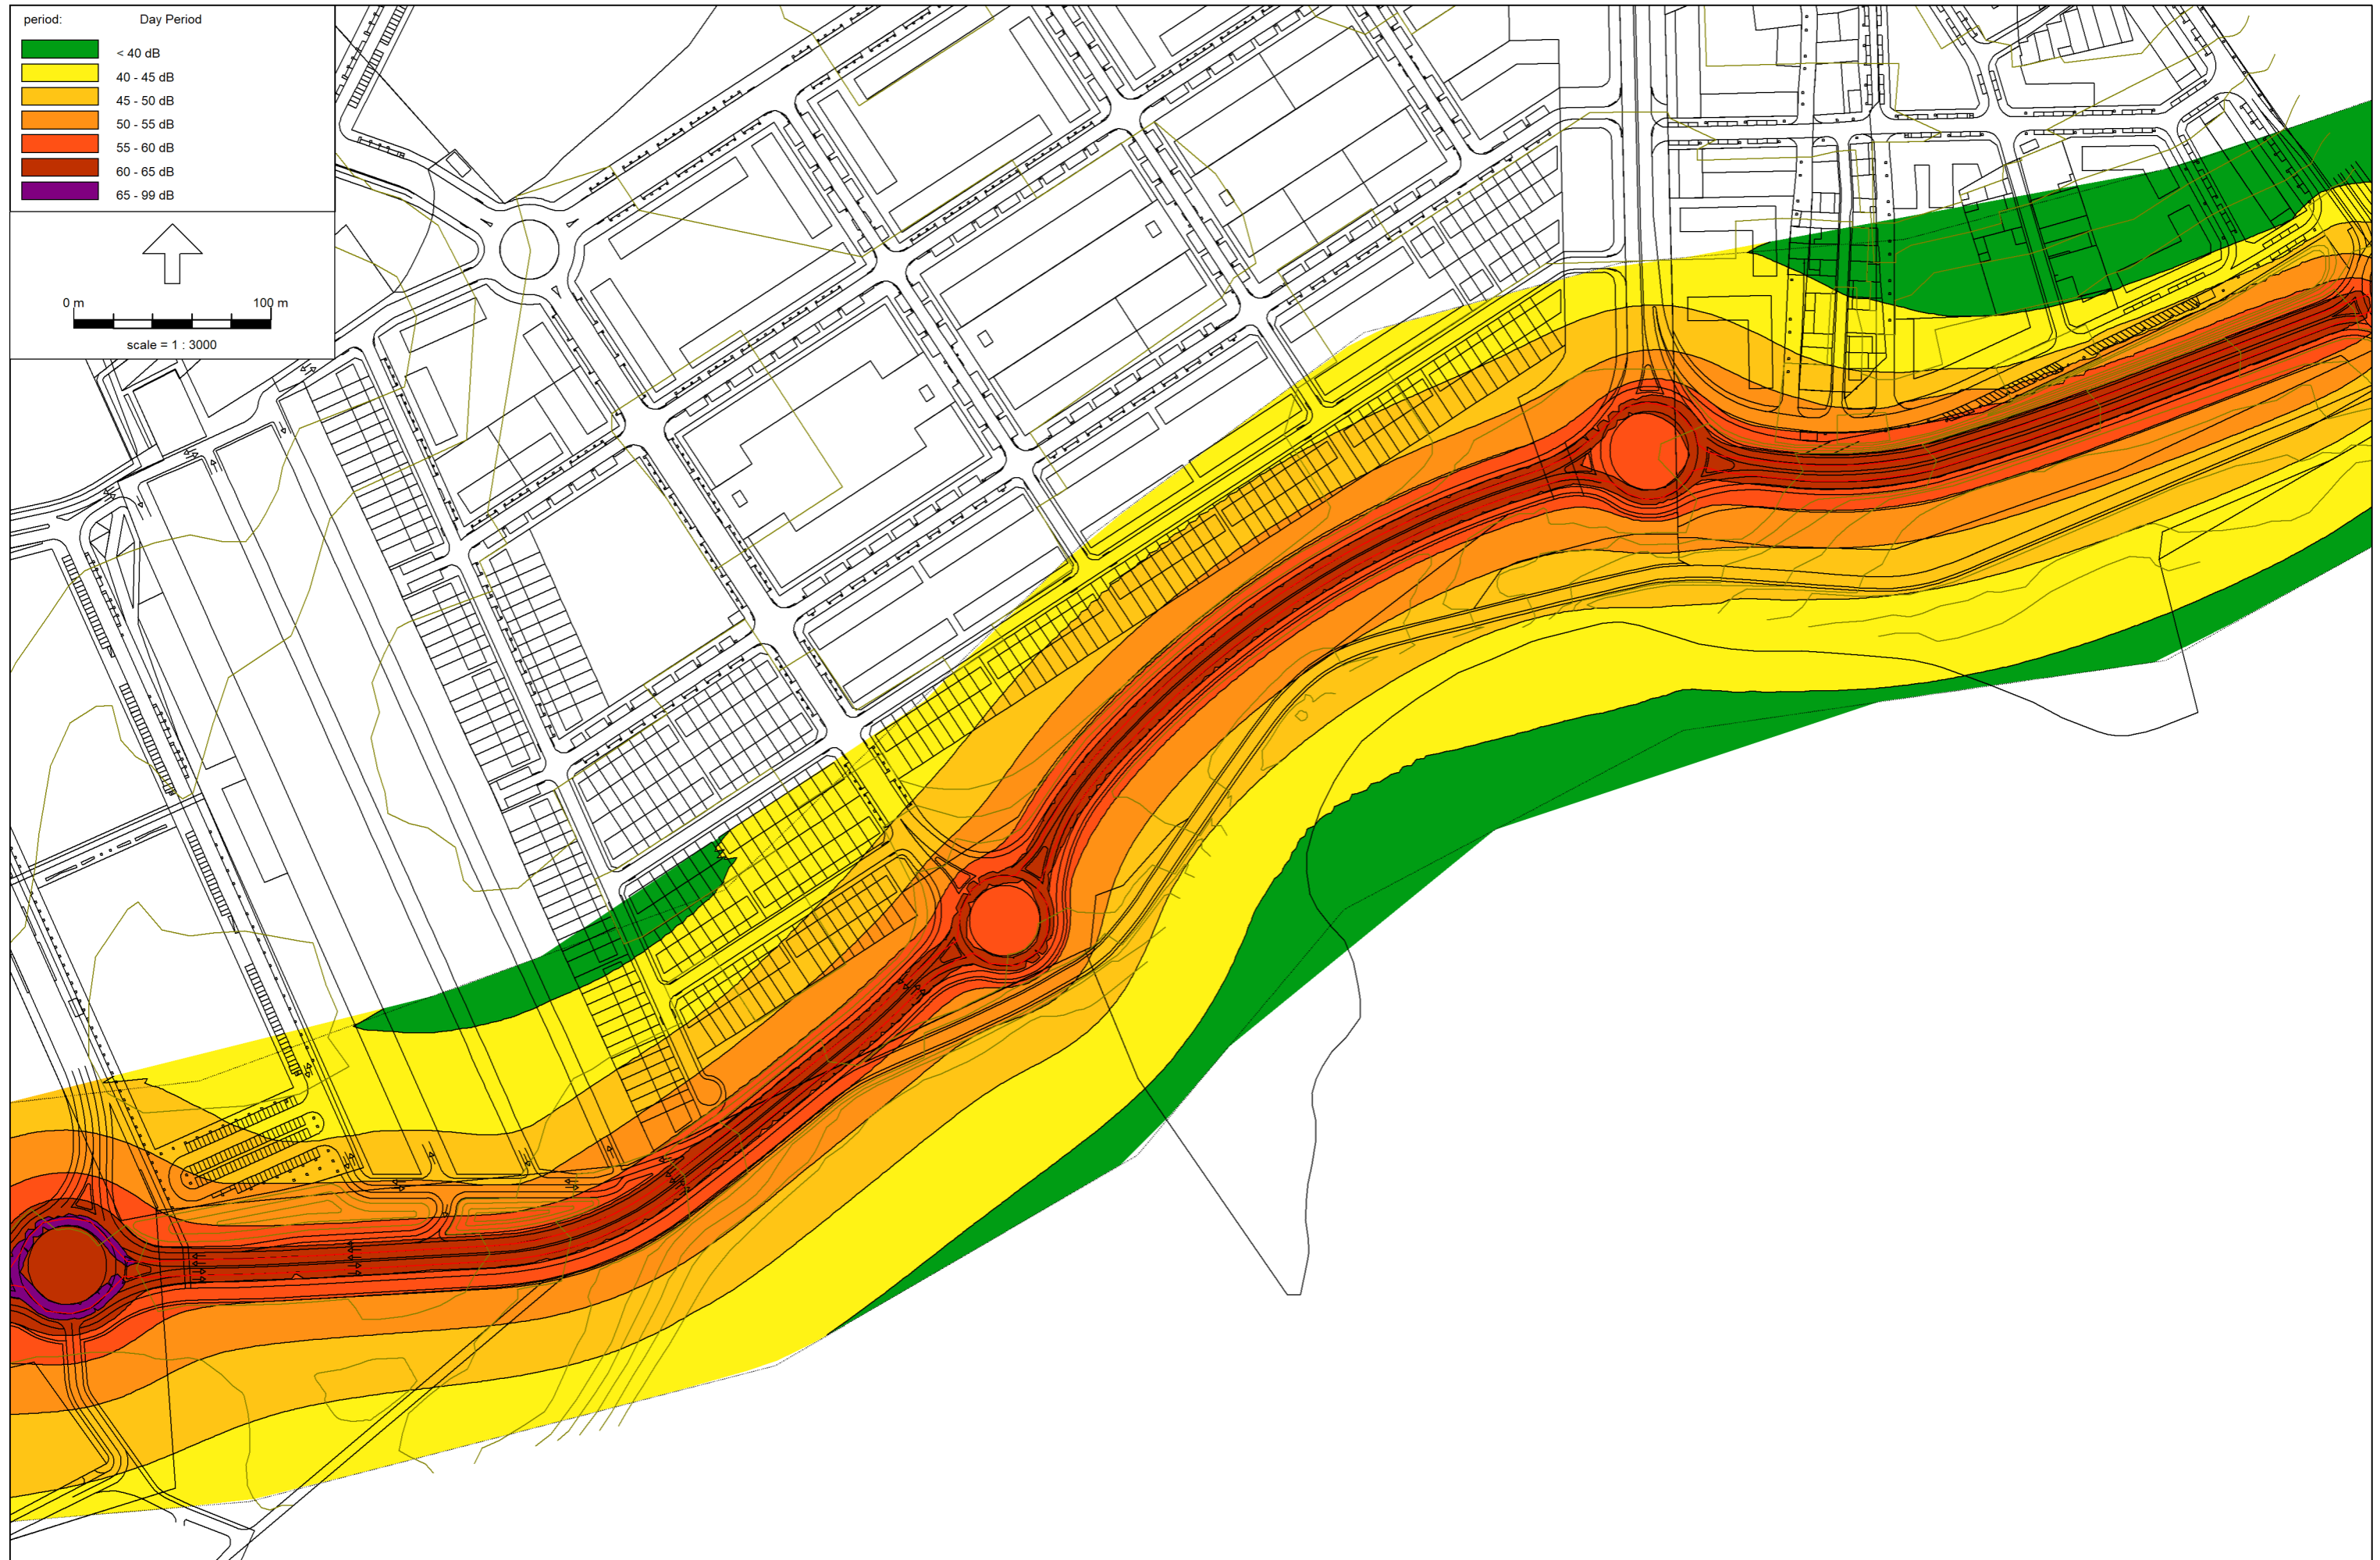 period: Day Period
< 40 dB
40 - 45 dB
45 - 50 dB
50 - 55 dB
55 - 60 dB
60 - 65 dB
65 - 99 dB
0 m 100 m
scale = 1 : 3000